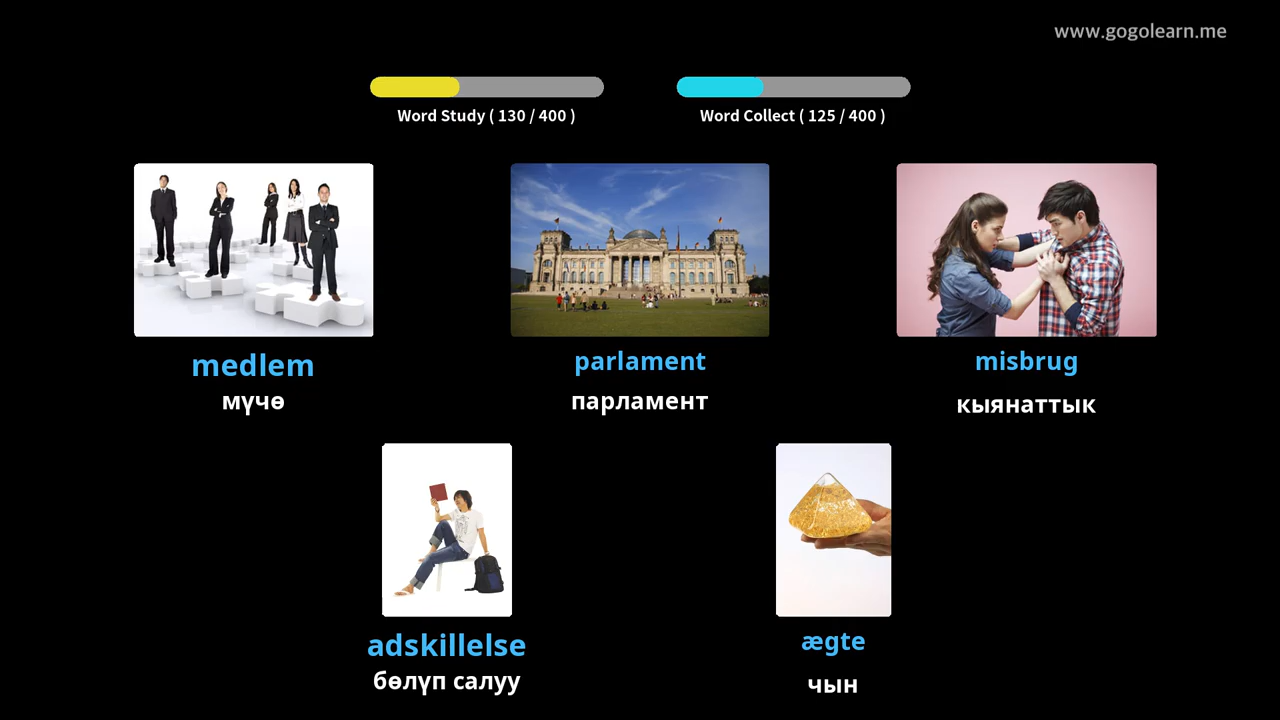 www.gogolearn.me
Word Study ( 130 / 400 )
Word Collect ( 125 / 400 )
medlem
мүчө
parlament
парламент
misbrug
кыянаттык
adskillelse
бөлүп салуу
ægte
чын